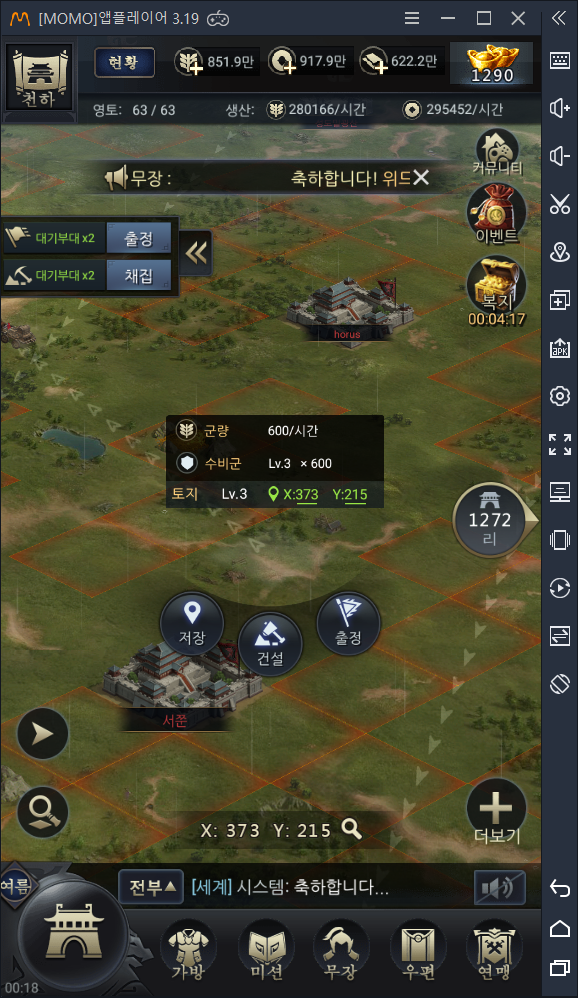 [MOMO]앱플레이어 3.19
천하
현황
851.9만
917.9만
622.2만
1290
영토: 63 / 63
생산: 280166/시간
295452/시간
무장 :
축하합니다! 위드
커뮤니티
대기부대 x2
출정
대기부대 x2
채집
이벤트
복지
00:04:17
APK
horus
군량 600/시간
수비군 Lv.3 × 600
토지 Lv.3 X:373 Y:215
1272
리
저장
건설
출정
서쭌
X: 373 Y: 215
더보기
여름
전부
[세계] 시스템: 축하합니다...
가방
미션
무장
우편
연맹
00:18